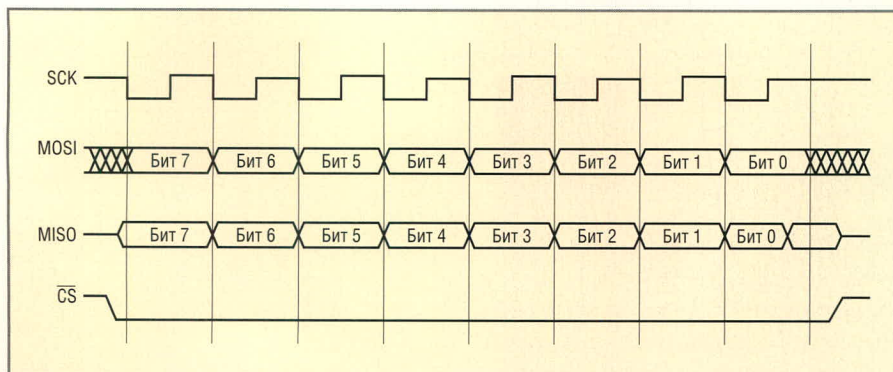 SCK
MOSI Бит 7 Бит 6 Бит 5 Бит 4 Бит 3 Бит 2 Бит 1 Бит 0
MISO Бит 7 Бит 6 Бит 5 Бит 4 Бит 3 Бит 2 Бит 1 Бит 0
CS